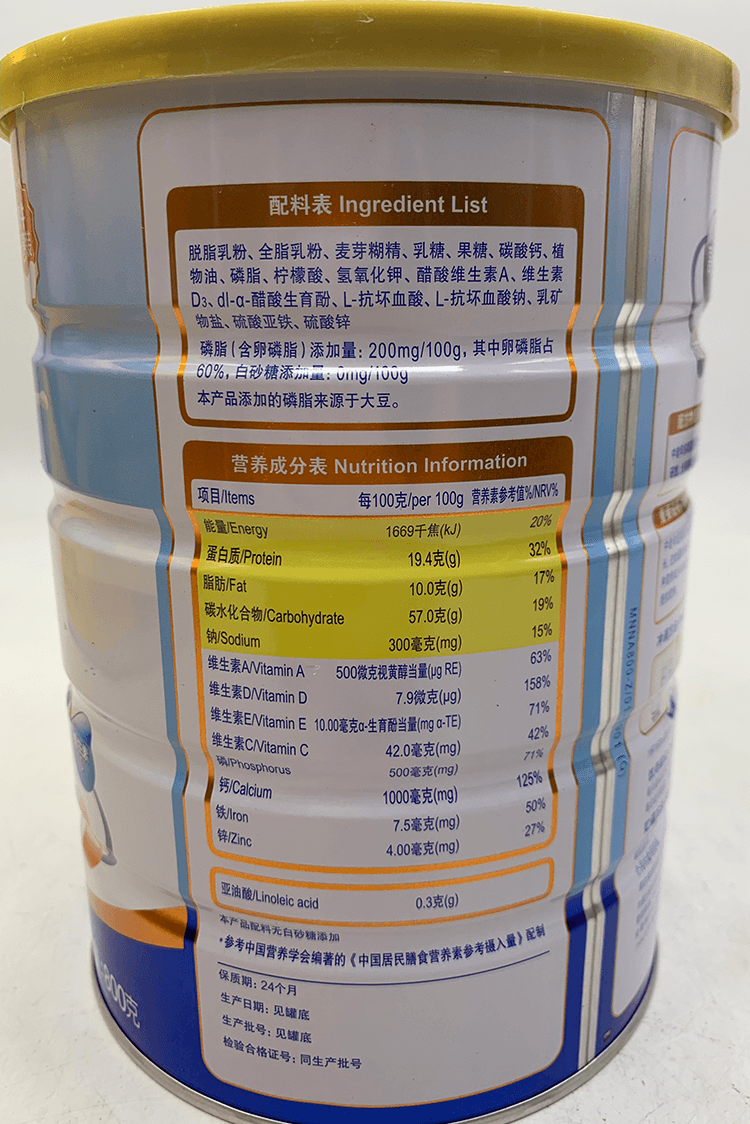 配料表 Ingredient List
脱脂乳粉、全脂乳粉、麦芽糊精、乳糖、果糖、碳酸钙、植
物油、磷脂、柠檬酸、氢氧化钾、醋酸维生素A、维生素
D₃、dl-α-醋酸生育酚、L-抗坏血酸、L-抗坏血酸钠、乳矿
物盐、硫酸亚铁、硫酸锌
磷脂(含卵磷脂)添加量: 200mg/100g, 其中卵磷脂占
60%, 白砂糖添加量: 0mg/100g
本产品添加的磷脂来源于大豆。
营养成分表 Nutrition Information
项目/Items 每100克/per 100g 营养素参考值%/NRV%
能量/Energy 1669千焦(kJ) 20%
蛋白质/Protein 19.4克(g) 32%
脂肪/Fat 10.0克(g) 17%
碳水化合物/Carbohydrate 57.0克(g) 19%
钠/Sodium 300毫克(mg) 15%
维生素A/Vitamin A 500微克视黄醇当量(μg RE) 63%
维生素D/Vitamin D 7.9微克(μg) 158%
维生素E/Vitamin E 10.00毫克α-生育酚当量(mg α-TE) 71%
维生素C/Vitamin C 42.0毫克(mg) 42%
磷/Phosphorus 500毫克(mg) 71%
钙/Calcium 1000毫克(mg) 125%
铁/Iron 7.5毫克(mg) 50%
锌/Zinc 4.00毫克(mg) 27%
亚油酸/Linoleic acid 0.3克(g)
本产品配料无白砂糖添加
*参考中国营养学会编著的《中国居民膳食营养素参考摄入量》配制
保质期: 24个月
生产日期: 见罐底
生产批号: 见罐底
检验合格证号: 同生产批号
800克